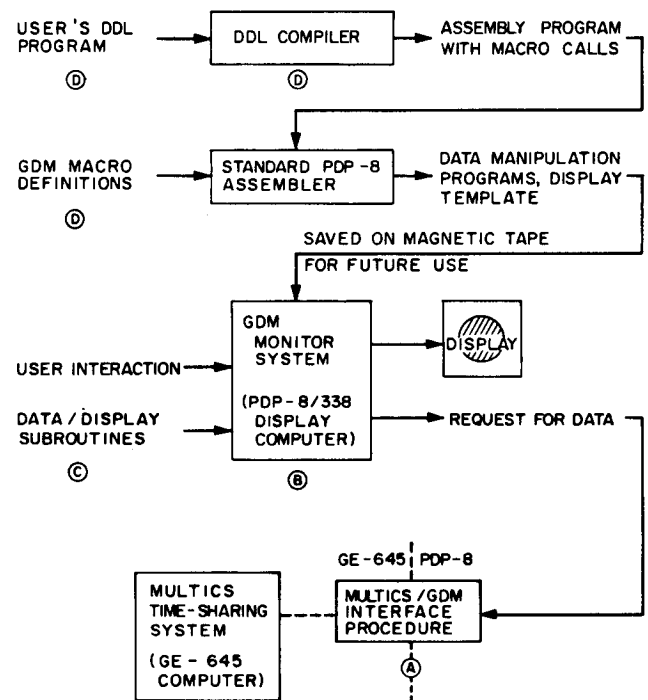 USER'S DDL
PROGRAM
Ⓓ
DDL COMPILER
Ⓓ
ASSEMBLY PROGRAM
WITH MACRO CALLS
GDM MACRO
DEFINITIONS
Ⓓ
STANDARD PDP-8
ASSEMBLER
DATA MANIPULATION
PROGRAMS, DISPLAY
TEMPLATE
SAVED ON MAGNETIC TAPE
FOR FUTURE USE
GDM
MONITOR
SYSTEM
(PDP-8/338
DISPLAY
COMPUTER)
Ⓑ
DISPLAY
USER INTERACTION
DATA/DISPLAY
SUBROUTINES
Ⓒ
REQUEST FOR DATA
GE-645 PDP-8
MULTICS
TIME-SHARING
SYSTEM
(GE-645
COMPUTER)
MULTICS/GDM
INTERFACE
PROCEDURE
Ⓐ